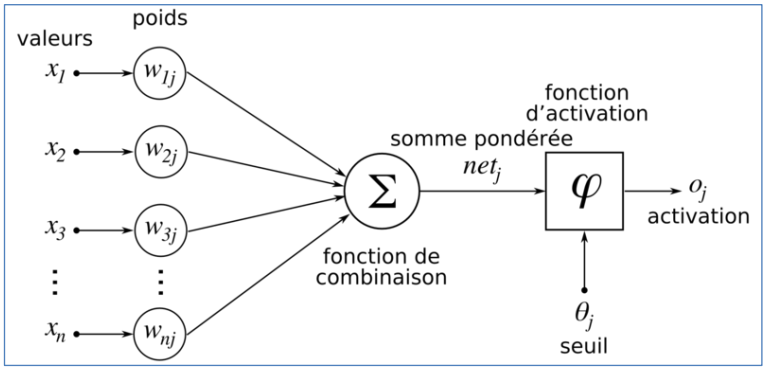 poids
valeurs
x₁
w₁ⱼ
fonction
d'activation
x₂
w₂ⱼ
somme pondérée
netⱼ
Σ
φ
oⱼ
activation
x₃
w₃ⱼ
fonction de
combinaison
⋮
⋮
θⱼ
seuil
xₙ
wₙⱼ